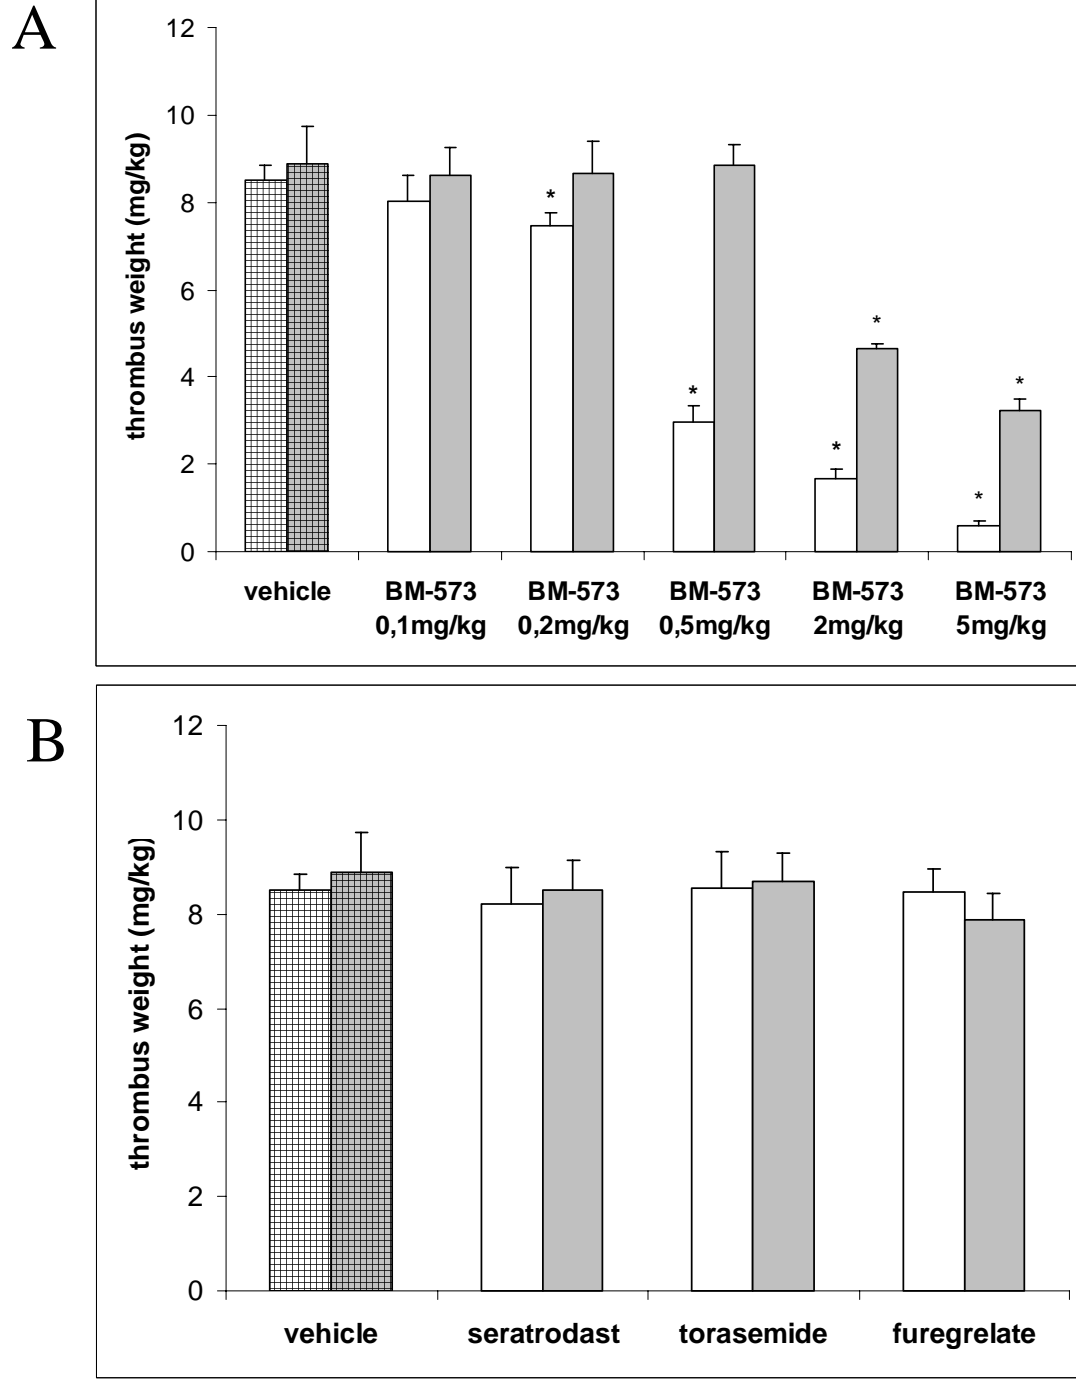 A
12
10
8
6
4
2
0
thrombus weight (mg/kg)
*
*
*
*
*
*
vehicle
BM-573
0,1mg/kg
BM-573
0,2mg/kg
BM-573
0,5mg/kg
BM-573
2mg/kg
BM-573
5mg/kg
B
12
10
8
6
4
2
0
thrombus weight (mg/kg)
vehicle
seratrodast
torasemide
furegrelate